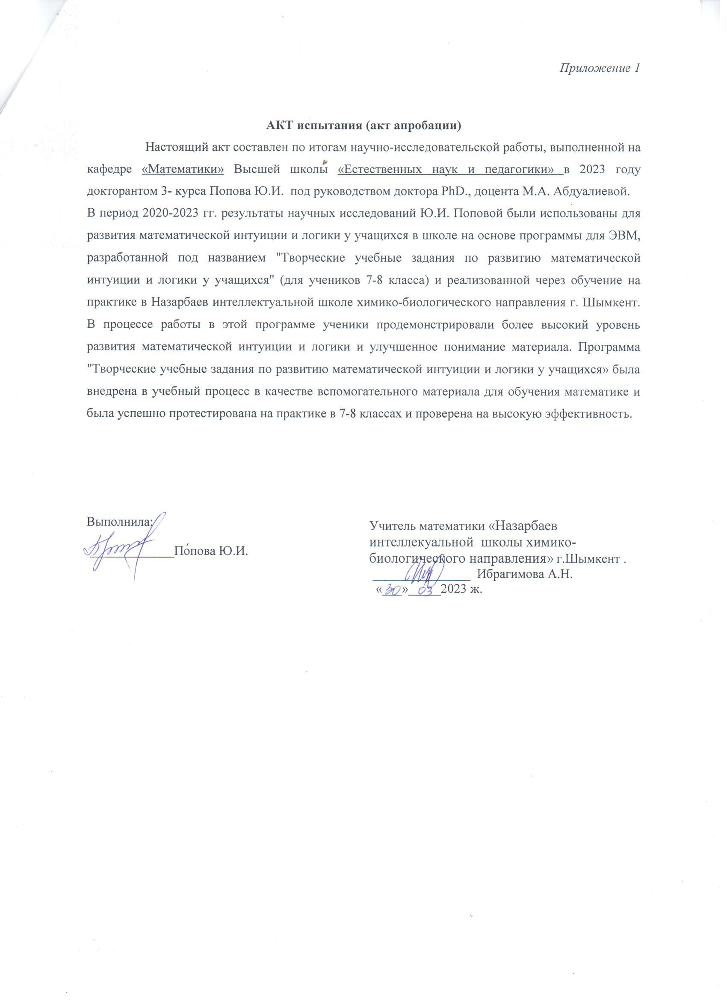 Приложение 1
АКТ испытания (акт апробации)
Настоящий акт составлен по итогам научно-исследовательской работы, выполненной на
кафедре «Математики» Высшей школы «Естественных наук и педагогики» в 2023 году
докторантом 3- курса Попова Ю.И. под руководством доктора PhD., доцента М.А. Абдуалиевой.
В период 2020-2023 гг. результаты научных исследований Ю.И. Поповой были использованы для
развития математической интуиции и логики у учащихся в школе на основе программы для ЭВМ,
разработанной под названием "Творческие учебные задания по развитию математической
интуиции и логики у учащихся" (для учеников 7-8 класса) и реализованной через обучение на
практике в Назарбаев интеллектуальной школе химико-биологического направления г. Шымкент.
В процессе работы в этой программе ученики продемонстрировали более высокий уровень
развития математической интуиции и логики и улучшенное понимание материала. Программа
"Творческие учебные задания по развитию математической интуиции и логики у учащихся» была
внедрена в учебный процесс в качестве вспомогательного материала для обучения математике и
была успешно протестирована на практике в 7-8 классах и проверена на высокую эффективность.
Выполнила:
Попова Ю.И.
Учитель математики «Назарбаев
интеллекуальной школы химико-
биологического направления» г.Шымкент .
Ибрагимова А.Н.
«30» 03 2023 ж.